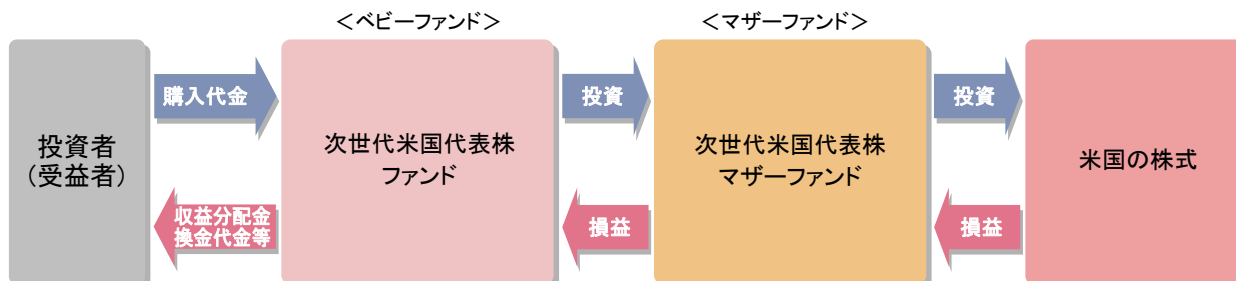 ＜ベビーファンド＞
＜マザーファンド＞
投資者
(受益者)
購入代金
収益分配金
換金代金等
次世代米国代表株
ファンド
投資
損益
次世代米国代表株
マザーファンド
投資
損益
米国の株式